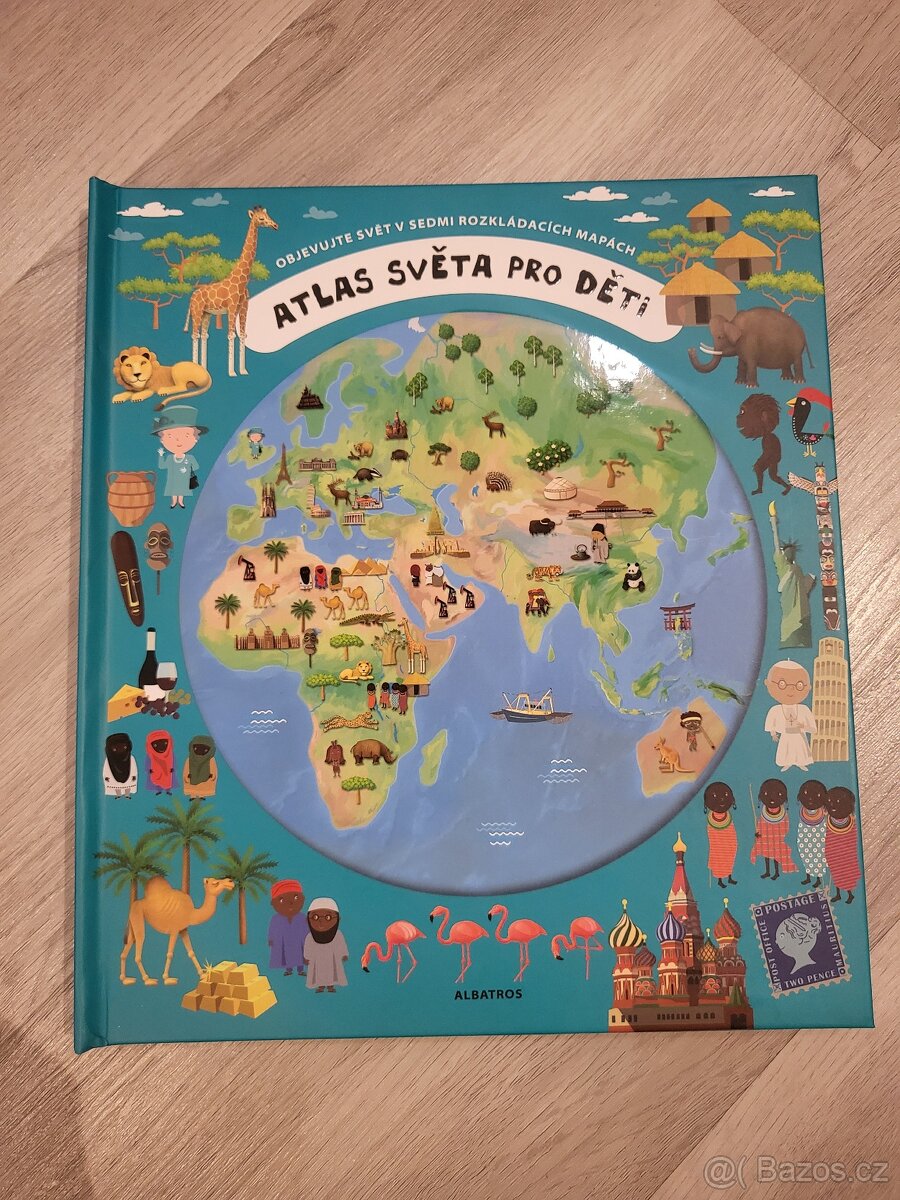 OBJEVUJTE SVĚT V SEDMI ROZKLÁDACÍCH MAPÁCH
ATLAS SVĚTA PRO DĚTI
POSTAGE
POST OFFICE
MAURITIUS
TWO PENCE
ALBATROS
@( Bazos.cz